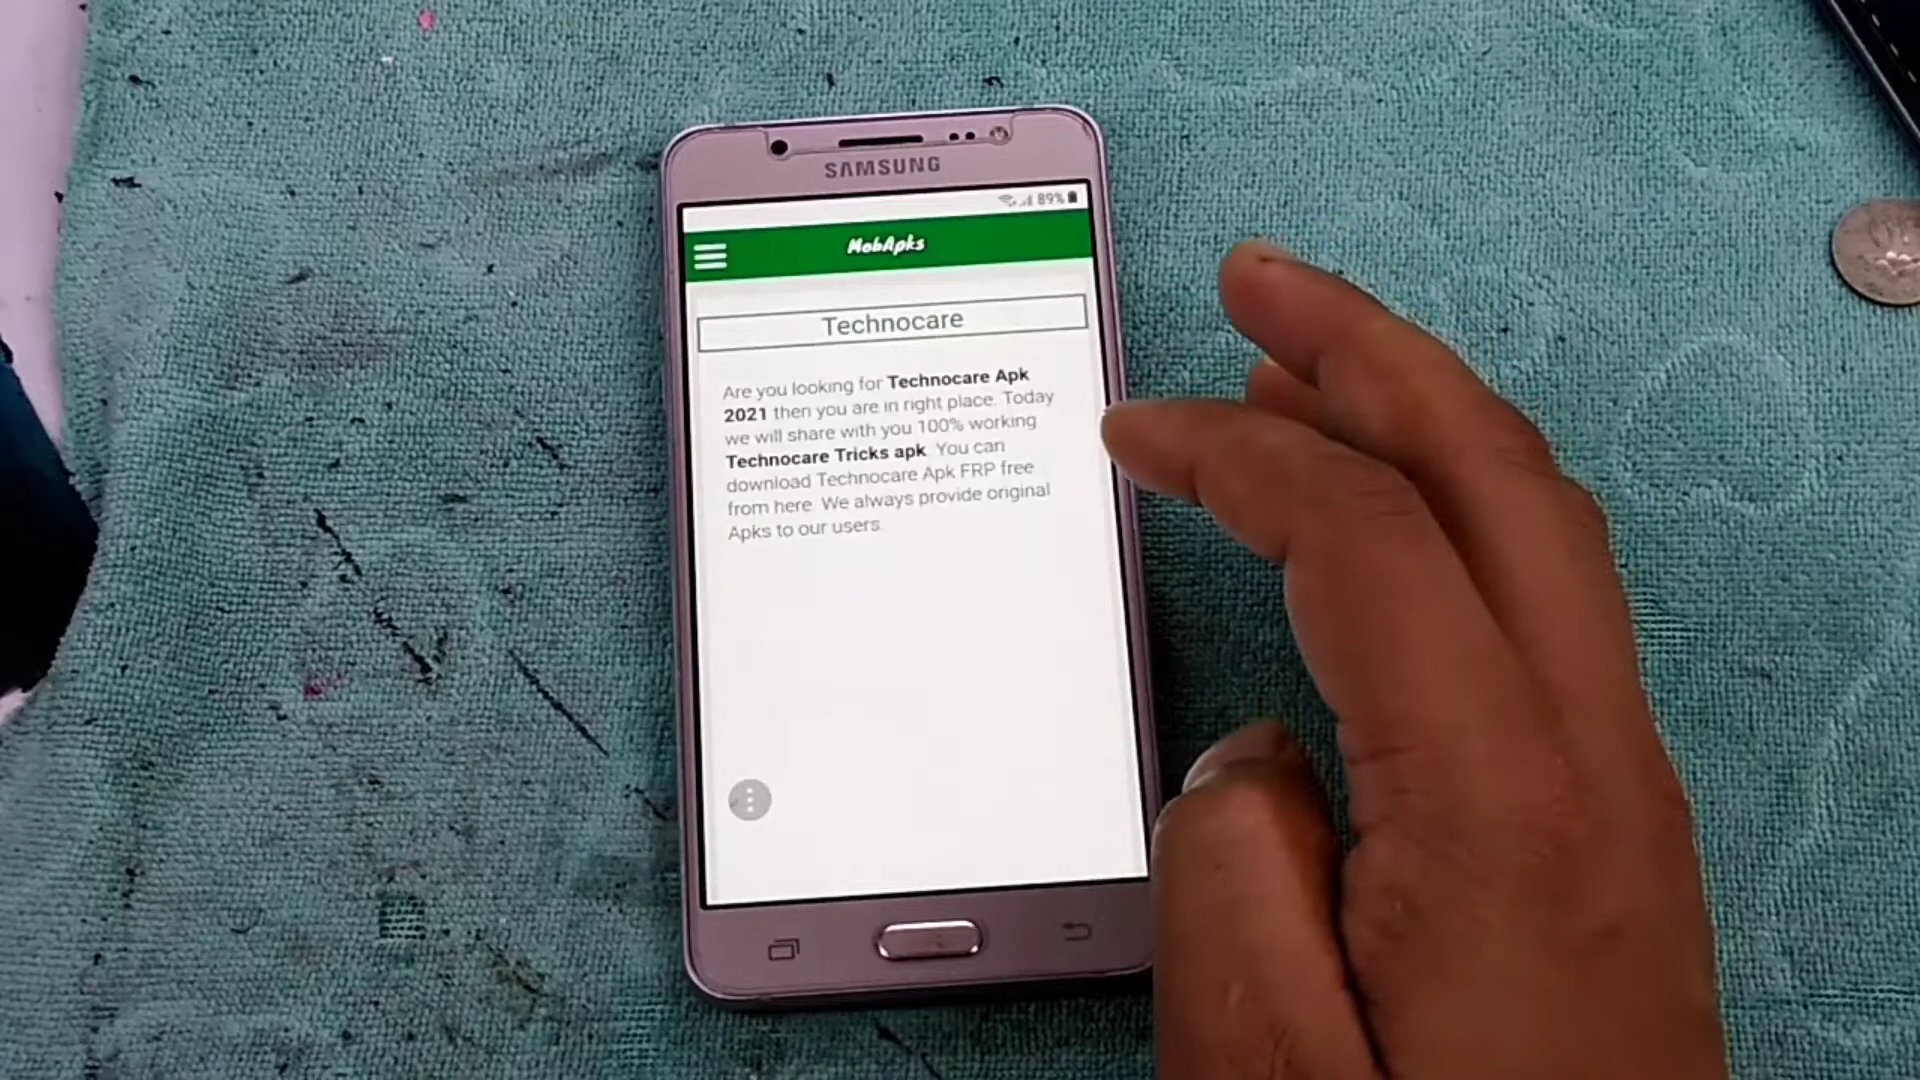 SAMSUNG
89%
MobApks
Technocare
Are you looking for Technocare Apk
2021 then you are in right place. Today
we will share with you 100% working
Technocare Tricks apk. You can
download Technocare Apk FRP free
from here. We always provide original
Apks to our users.